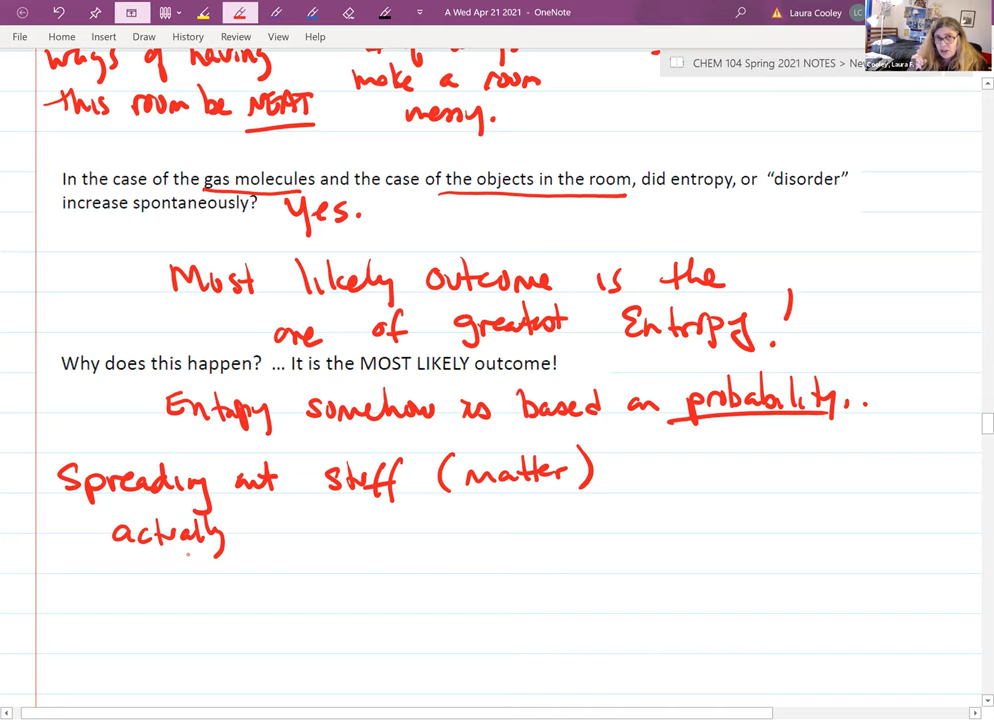 A Wed Apr 21 2021 - OneNote
Laura Cooley
LC
File Home Insert Draw History Review View Help
CHEM 104 Spring 2021 NOTES >
Cooley, Laura F.
ways of having
this room be NEAT
make a room
messy.
In the case of the gas molecules and the case of the objects in the room, did entropy, or "disorder"
increase spontaneously? Yes.
Most likely outcome is the
one of greatest Entropy!
Why does this happen? ... It is the MOST LIKELY outcome!
Entropy somehow is based on probability..
Spreading out stuff (matter)
actually